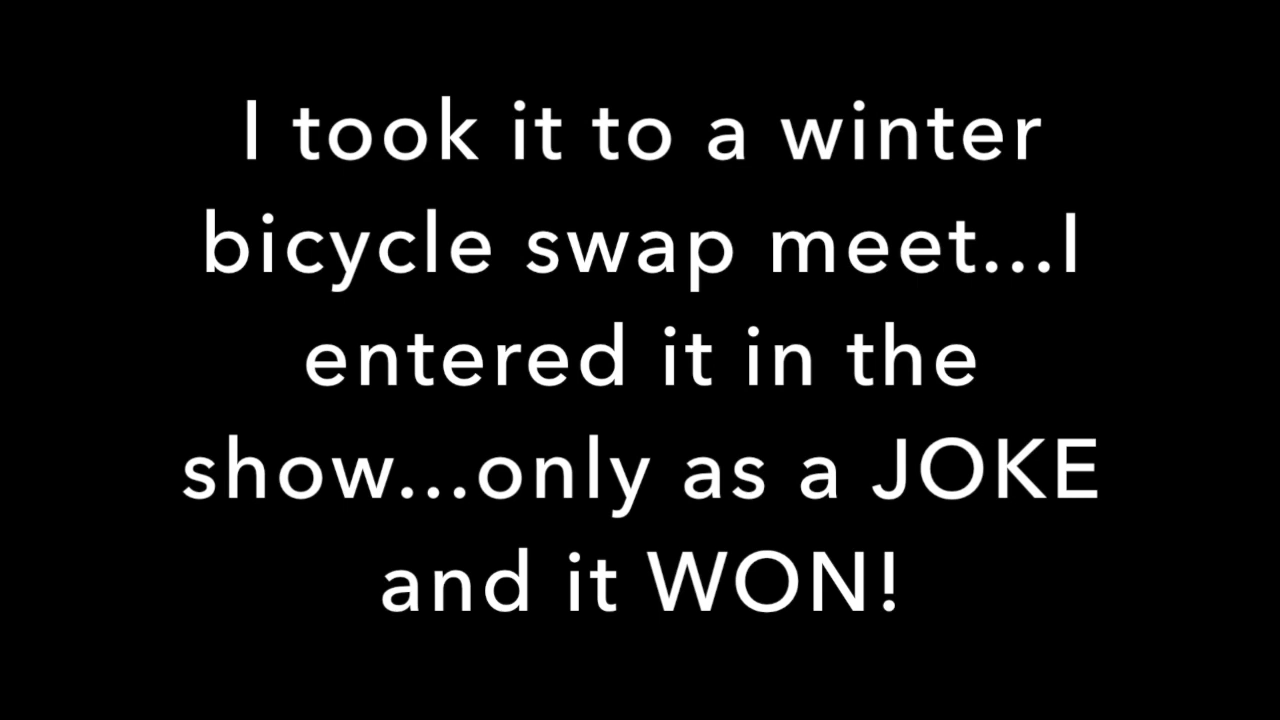 I took it to a winter
bicycle swap meet...I
entered it in the
show...only as a JOKE
and it WON!